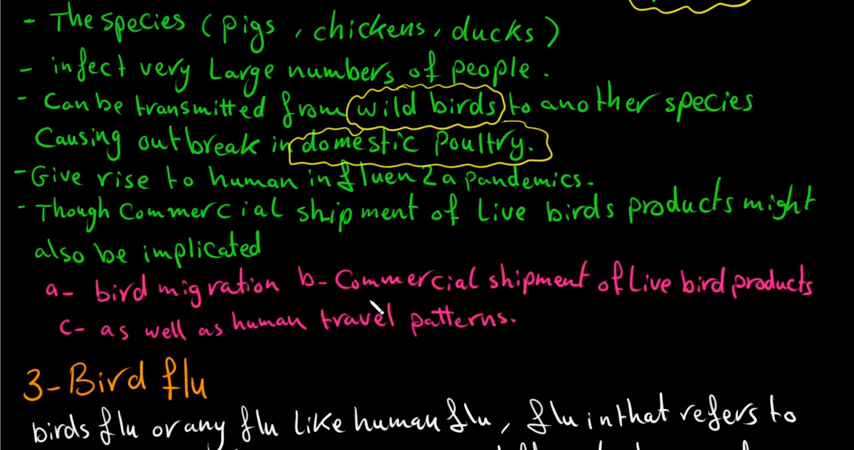 - The species (pigs, chickens, ducks)
- infect very Large numbers of people.
- Can be transmitted from wild birds to another species
Causing outbreak in domestic Poultry.
- Give rise to human influenza pandemics.
- Though Commercial shipment of Live birds products might
also be implicated
a- bird migration b- Commercial shipment of Live bird products
c- as well as human travel patterns.
3- Bird flu
birds flu or any flu Like human flu, flu in that refers to